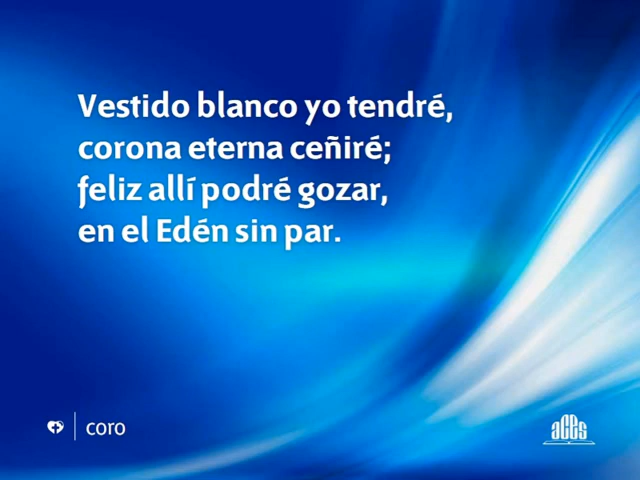 Vestido blanco yo tendré,
corona eterna ceñiré;
feliz allí podré gozar,
en el Edén sin par.
coro
aces